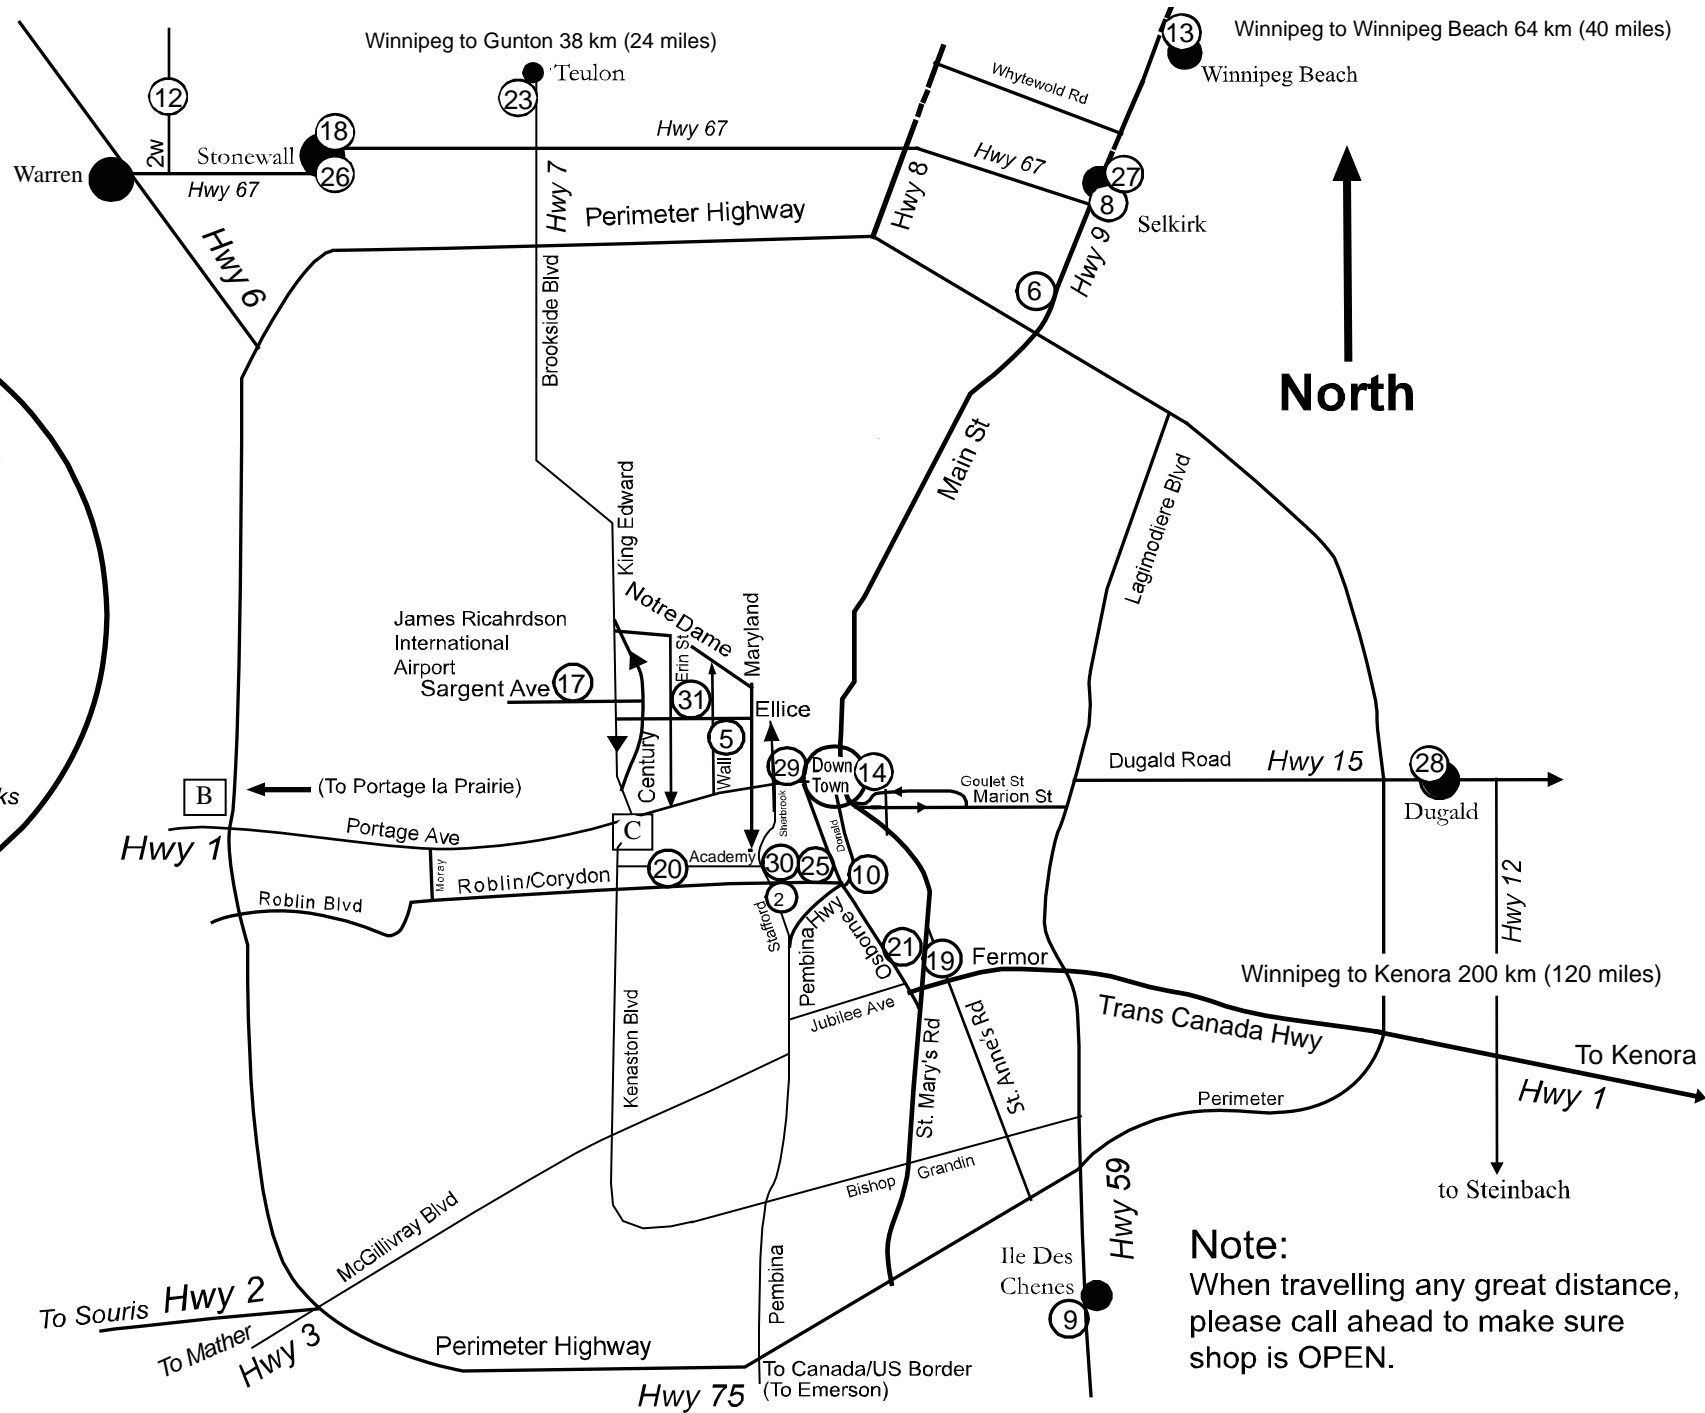 Winnipeg to Gunton 38 km (24 miles)
13
Winnipeg to Winnipeg Beach 64 km (40 miles)
Teulon
23
Winnipeg Beach
Whytewold Rd
12
18
Hwy 67
2w
Stonewall
Warren
26
Hwy 67
Hwy 67
27
8
Selkirk
Hwy 7
Hwy 8
Perimeter Highway
Hwy 6
Hwy 9
6
Brookside Blvd
North
Main St
Lagimodiere Blvd
King Edward
Notre Dame
Maryland
James Ricahrdson
International
Airport
Sargent Ave
17
Erin St
31
Ellice
5
Century
Wall
29
Down
Town
14
Goulet St
Marion St
Dugald Road
Hwy 15
28
Dugald
ks
B
(To Portage la Prairie)
Hwy 1
Portage Ave
C
Sherbrook
Donald
Moray
Academy
20
30
25
10
Roblin/Corydon
Roblin Blvd
2
Stafford
Pembina
Hwy
Osborne
21
19
Fermor
Hwy 12
Winnipeg to Kenora 200 km (120 miles)
Jubilee Ave
Trans Canada Hwy
To Kenora
Hwy 1
Kenaston Blvd
St. Mary's Rd
St. Anne's Rd
Perimeter
Bishop Grandin
to Steinbach
McGillivray Blvd
Hwy 59
Pembina
Ile Des
Chenes
9
Note:
When travelling any great distance,
please call ahead to make sure
shop is OPEN.
To Souris Hwy 2
To Mather
Hwy 3
Perimeter Highway
Hwy 75
To Canada/US Border
(To Emerson)